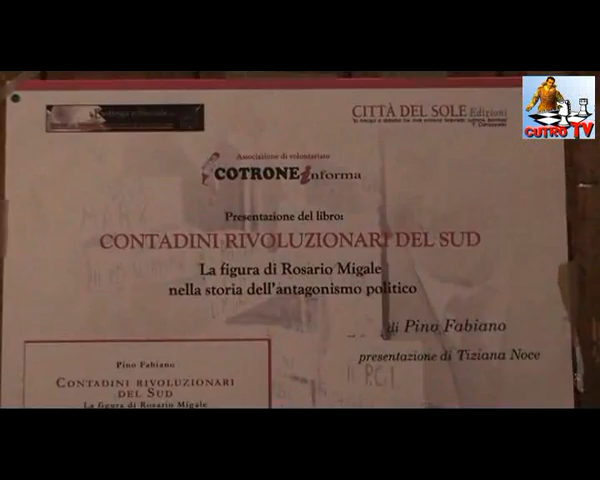 CITTÀ DEL SOLE Edizioni
CUTRO TV
Associazione di volontariato
COTRONEinforma
Presentazione del libro:
CONTADINI RIVOLUZIONARI DEL SUD
La figura di Rosario Migale
nella storia dell'antagonismo politico
di Pino Fabiano
presentazione di Tiziana Noce
Pino Fabiano
CONTADINI RIVOLUZIONARI
DEL SUD
La figura di Rosario Migale